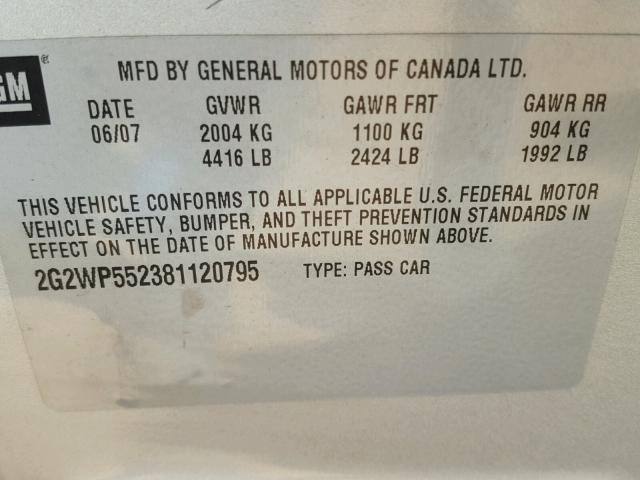 GM
MFD BY GENERAL MOTORS OF CANADA LTD.
DATE GVWR GAWR FRT GAWR RR
06/07 2004 KG 1100 KG 904 KG
4416 LB 2424 LB 1992 LB
THIS VEHICLE CONFORMS TO ALL APPLICABLE U.S. FEDERAL MOTOR
VEHICLE SAFETY, BUMPER, AND THEFT PREVENTION STANDARDS IN
EFFECT ON THE DATE OF MANUFACTURE SHOWN ABOVE.
2G2WP552381120795 TYPE: PASS CAR